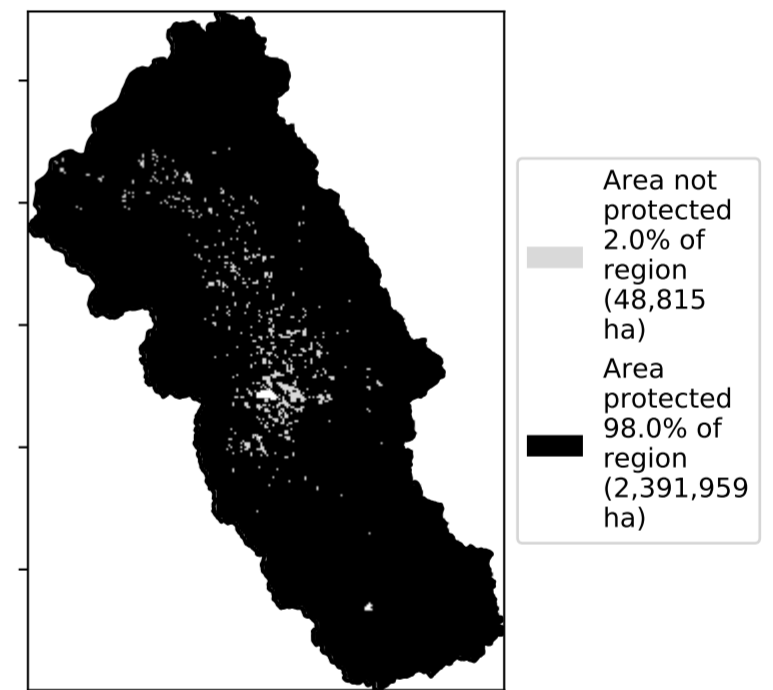 Area not
protected
2.0% of
region
(48,815
ha)
Area
protected
98.0% of
region
(2,391,959
ha)